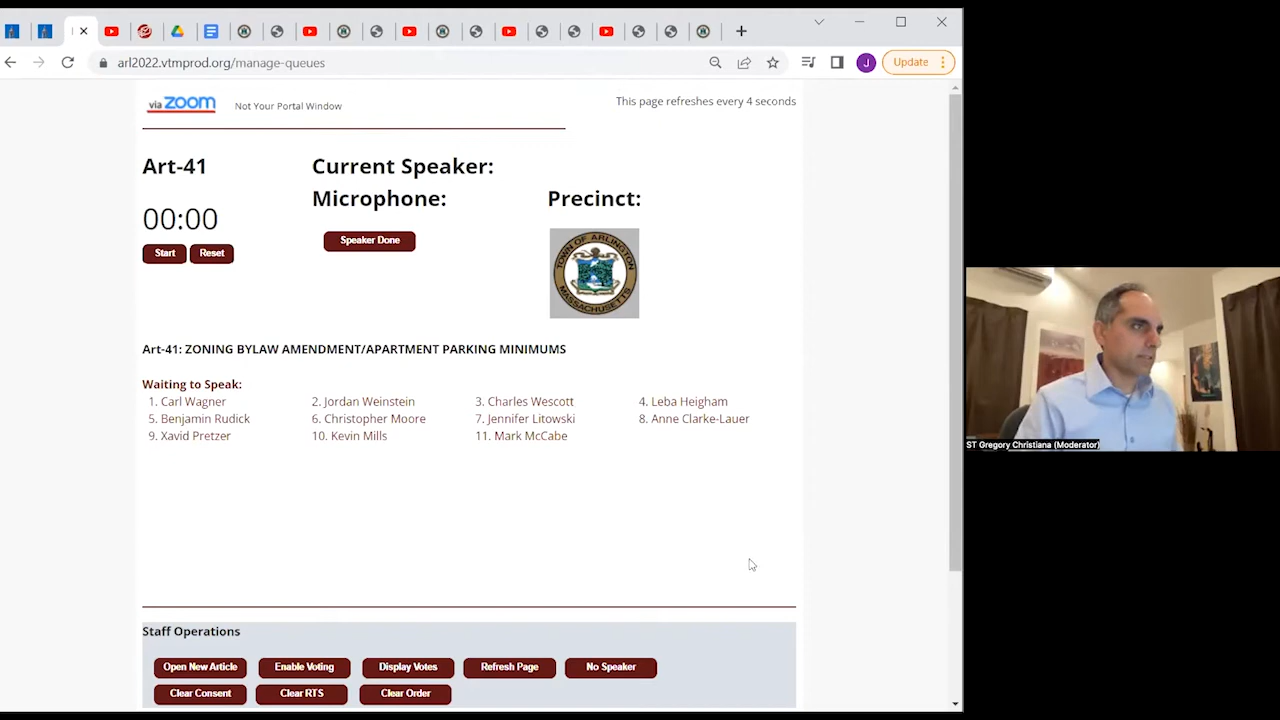 Update
arl2022.vtmprod.org/manage-queues
via zoom
Not Your Portal Window
This page refreshes every 4 seconds
Art-41
Current Speaker:
Microphone:
Precinct:
00:00
Start
Reset
Speaker Done
TOWN OF ARLINGTON
MASSACHUSETTS
Art-41: ZONING BYLAW AMENDMENT/APARTMENT PARKING MINIMUMS
Waiting to Speak:
1. Carl Wagner
2. Jordan Weinstein
3. Charles Wescott
4. Leba Heigham
5. Benjamin Rudick
6. Christopher Moore
7. Jennifer Litowski
8. Anne Clarke-Lauer
9. Xavid Pretzer
10. Kevin Mills
11. Mark McCabe
Staff Operations
Open New Article
Enable Voting
Display Votes
Refresh Page
No Speaker
Clear Consent
Clear RTS
Clear Order
ST Gregory Christiana (Moderator)
J